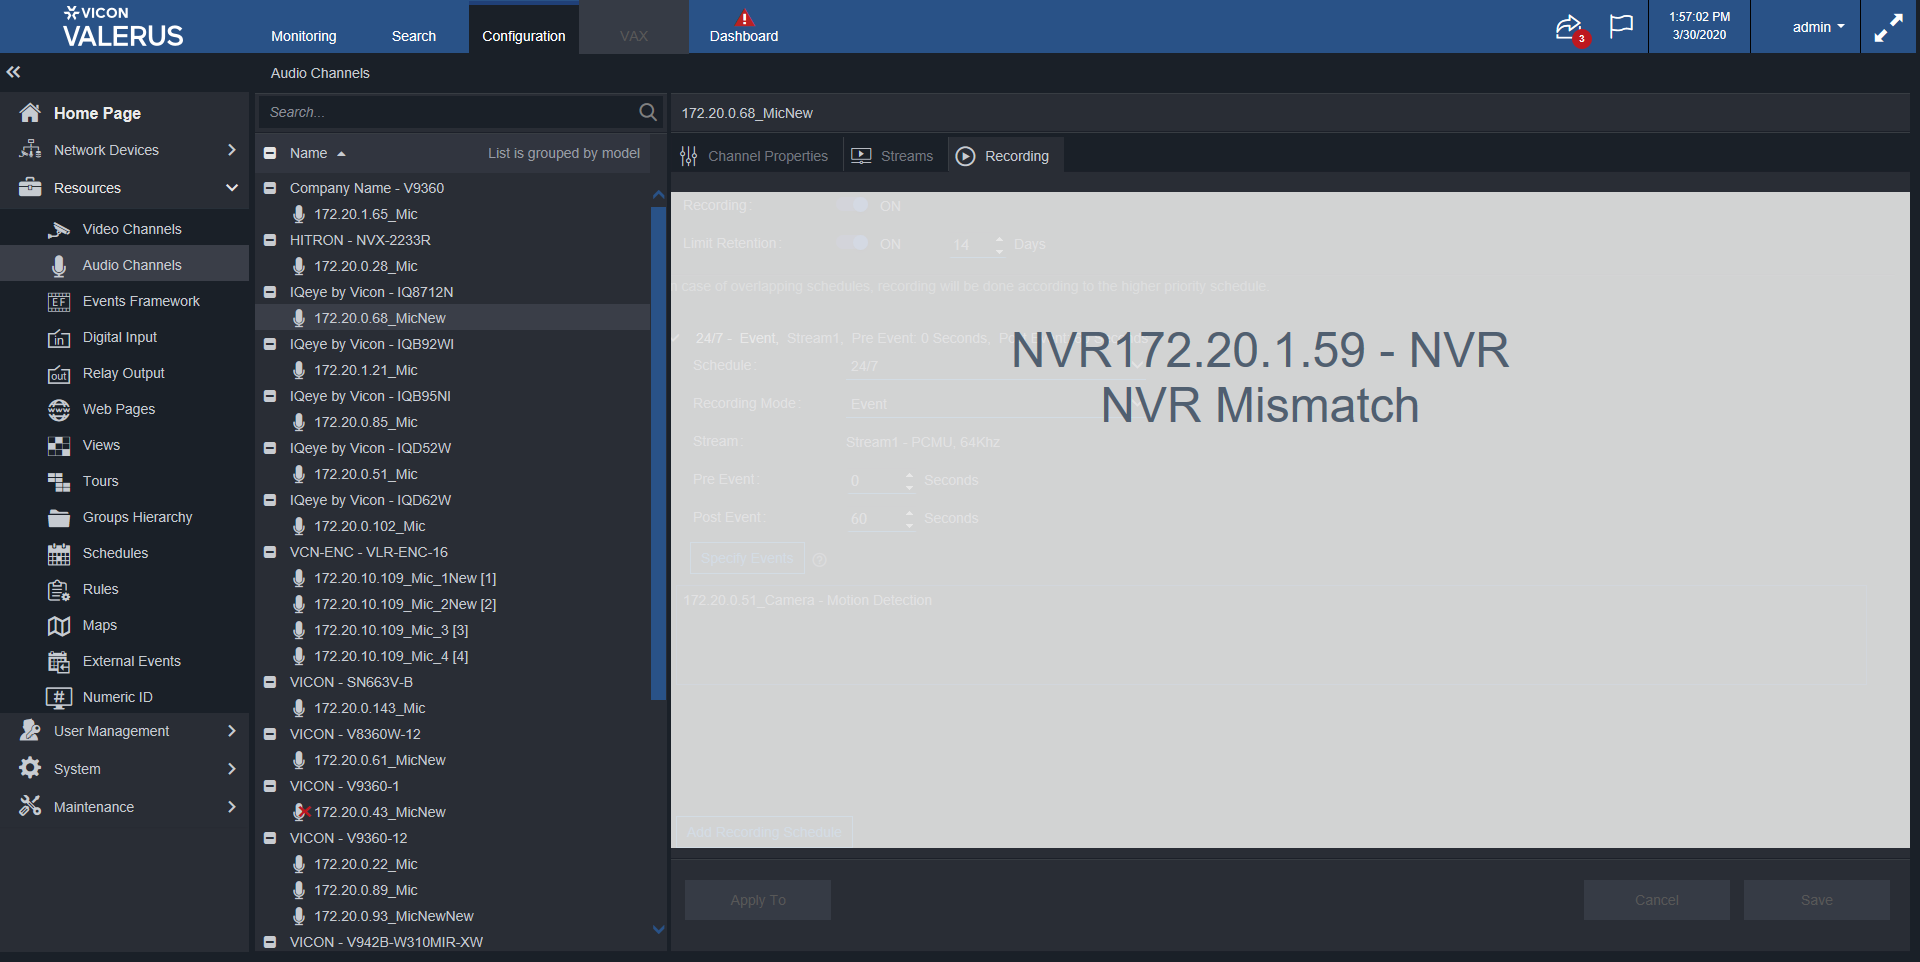 VICON
VALERUS
Monitoring
Search
Configuration
VAX
Dashboard
3
1:57:02 PM
3/30/2020
admin
Audio Channels
Home Page
Network Devices
Resources
Video Channels
Audio Channels
EF
Events Framework
in
Digital Input
out
Relay Output
www
Web Pages
Views
Tours
Groups Hierarchy
Schedules
Rules
Maps
External Events
#
Numeric ID
User Management
System
Maintenance
Search...
Name
List is grouped by model
Company Name - V9360
172.20.1.65_Mic
HITRON - NVX-2233R
172.20.0.28_Mic
IQeye by Vicon - IQ8712N
172.20.0.68_MicNew
IQeye by Vicon - IQB92WI
172.20.1.21_Mic
IQeye by Vicon - IQB95NI
172.20.0.85_Mic
IQeye by Vicon - IQD52W
172.20.0.51_Mic
IQeye by Vicon - IQD62W
172.20.0.102_Mic
VCN-ENC - VLR-ENC-16
172.20.10.109_Mic_1New [1]
172.20.10.109_Mic_2New [2]
172.20.10.109_Mic_3 [3]
172.20.10.109_Mic_4 [4]
VICON - SN663V-B
172.20.0.143_Mic
VICON - V8360W-12
172.20.0.61_MicNew
VICON - V9360-1
172.20.0.43_MicNew
VICON - V9360-12
172.20.0.22_Mic
172.20.0.89_Mic
172.20.0.93_MicNewNew
VICON - V942B-W310MIR-XW
172.20.0.68_MicNew
Channel Properties
Streams
Recording
Recording: ON
Limit Retention: ON 14 Days
n case of overlapping schedules, recording will be done according to the higher priority schedule.
24/7 - Event, Stream1, Pre Event: 0 Seconds,
NVR172.20.1.59 - NVR
NVR Mismatch
Schedule: 24/7
Recording Mode: Event
Stream: Stream1 - PCMU, 64Khz
Pre Event: 0 Seconds
Post Event: 60 Seconds
Specify Events
172.20.0.51_Camera - Motion Detection
Add Recording Schedule
Apply To
Cancel
Save